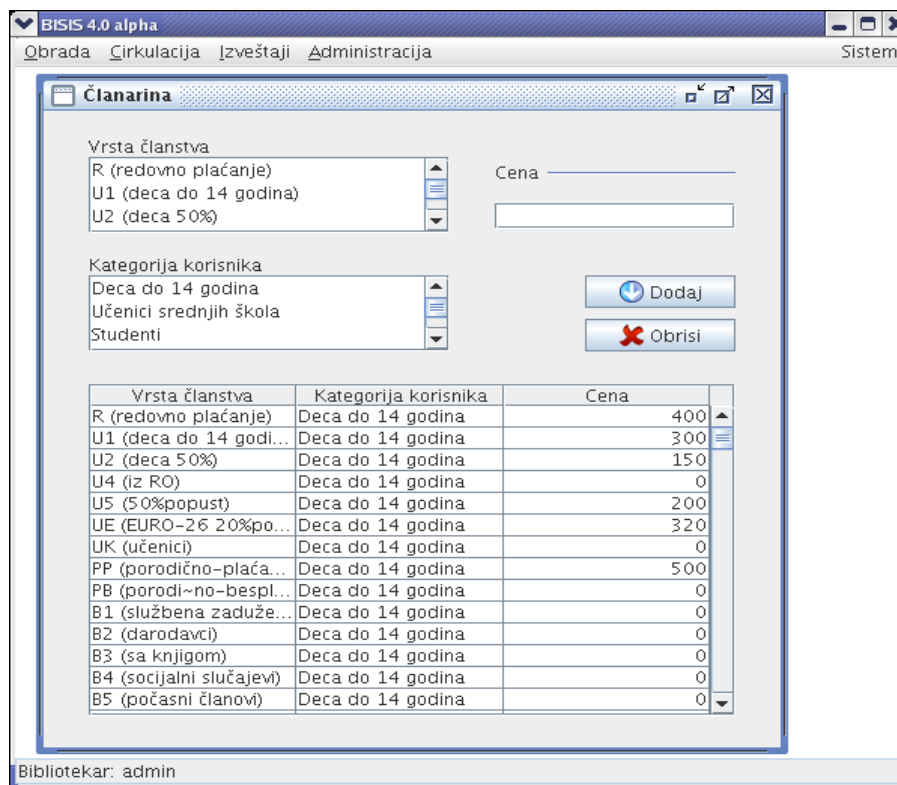 BISIS 4.0 alpha
Obrada Cirkulacija Izveštaji Administracija Sistem
Članarina
Vrsta članstva
R (redovno plaćanje)
U1 (deca do 14 godina)
U2 (deca 50%)
Cena
Kategorija korisnika
Deca do 14 godina
Učenici srednjih škola
Studenti
Dodaj
Obrisi
Vrsta članstva Kategorija korisnika Cena
R (redovno plaćanje) Deca do 14 godina 400
U1 (deca do 14 godi... Deca do 14 godina 300
U2 (deca 50%) Deca do 14 godina 150
U4 (iz RO) Deca do 14 godina 0
U5 (50%popust) Deca do 14 godina 200
UE (EURO-26 20%po... Deca do 14 godina 320
UK (učenici) Deca do 14 godina 0
PP (porodično-plaća... Deca do 14 godina 500
PB (porodi~no-bespl... Deca do 14 godina 0
B1 (službena zaduže... Deca do 14 godina 0
B2 (darodavci) Deca do 14 godina 0
B3 (sa knjigom) Deca do 14 godina 0
B4 (socijalni slučajevi) Deca do 14 godina 0
B5 (počasni članovi) Deca do 14 godina 0
Bibliotekar: admin